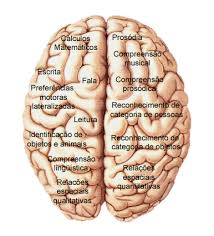 Cálculos
Matemáticos
Escrita
Fala
Preferências
motoras
lateralizadas
Leitura
Identificação de
objetos e animais
Compreensão
linguística
Relações
espaciais
qualitativas
Prosódia
Compreensão
musical
Compreensão
prosódica
Reconhecimento
de categoria de pessoas
Reconhecimento
de categoria de objetos
Relações
espaciais
quantitativas